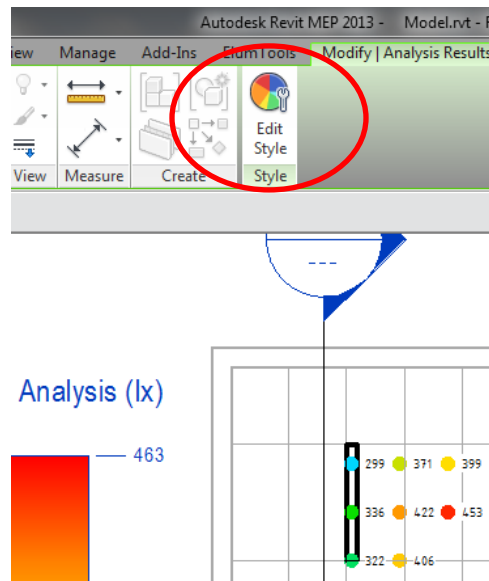 Autodesk Revit MEP 2013 - Model.rvt -
iew Manage Add-Ins ElumTools Modify | Analysis Results
Edit
Style
View Measure Create Style
---
Analysis (lx)
463
299 371 399
336 422 453
322 406